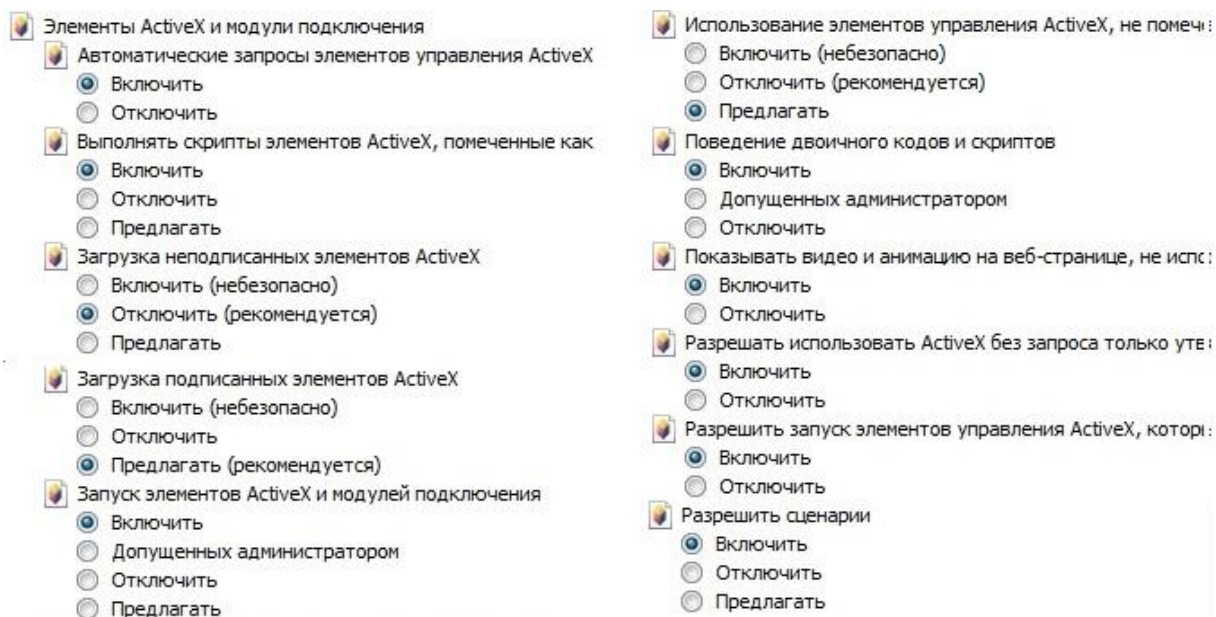 Элементы ActiveX и модули подключения
Автоматические запросы элементов управления ActiveX
Включить
Отключить
Выполнять скрипты элементов ActiveX, помеченные как
Включить
Отключить
Предлагать
Загрузка неподписанных элементов ActiveX
Включить (небезопасно)
Отключить (рекомендуется)
Предлагать
Загрузка подписанных элементов ActiveX
Включить (небезопасно)
Отключить
Предлагать (рекомендуется)
Запуск элементов ActiveX и модулей подключения
Включить
Допущенных администратором
Отключить
Предлагать
Использование элементов управления ActiveX, не
Включить (небезопасно)
Отключить (рекомендуется)
Предлагать
Поведение двоичного кодов и скриптов
Включить
Допущенных администратором
Отключить
Показывать видео и анимацию на веб-странице, не
Включить
Отключить
Разрешать использовать ActiveX без запроса только
Включить
Отключить
Разрешить запуск элементов управления ActiveX,
Включить
Отключить
Разрешить сценарии
Включить
Отключить
Предлагать